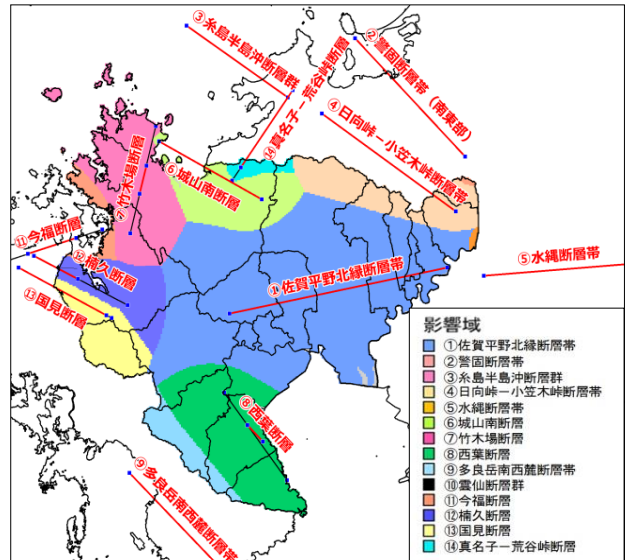 ③糸島半島沖断層群
②警固断層帯（南東部）
⑭真名子－荒谷峠断層
④日向峠－小笠木峠断層帯
⑥城山南断層
⑦竹木場断層
⑪今福断層
⑫楠久断層
⑬国見断層
①佐賀平野北縁断層帯
⑤水縄断層帯
⑧西葉断層
⑨多良岳南西麓断層帯
影響域
①佐賀平野北縁断層帯
②警固断層帯
③糸島半島沖断層群
④日向峠－小笠木峠断層帯
⑤水縄断層帯
⑥城山南断層
⑦竹木場断層
⑧西葉断層
⑨多良岳南西麓断層帯
⑩雲仙断層群
⑪今福断層
⑫楠久断層
⑬国見断層
⑭真名子－荒谷峠断層